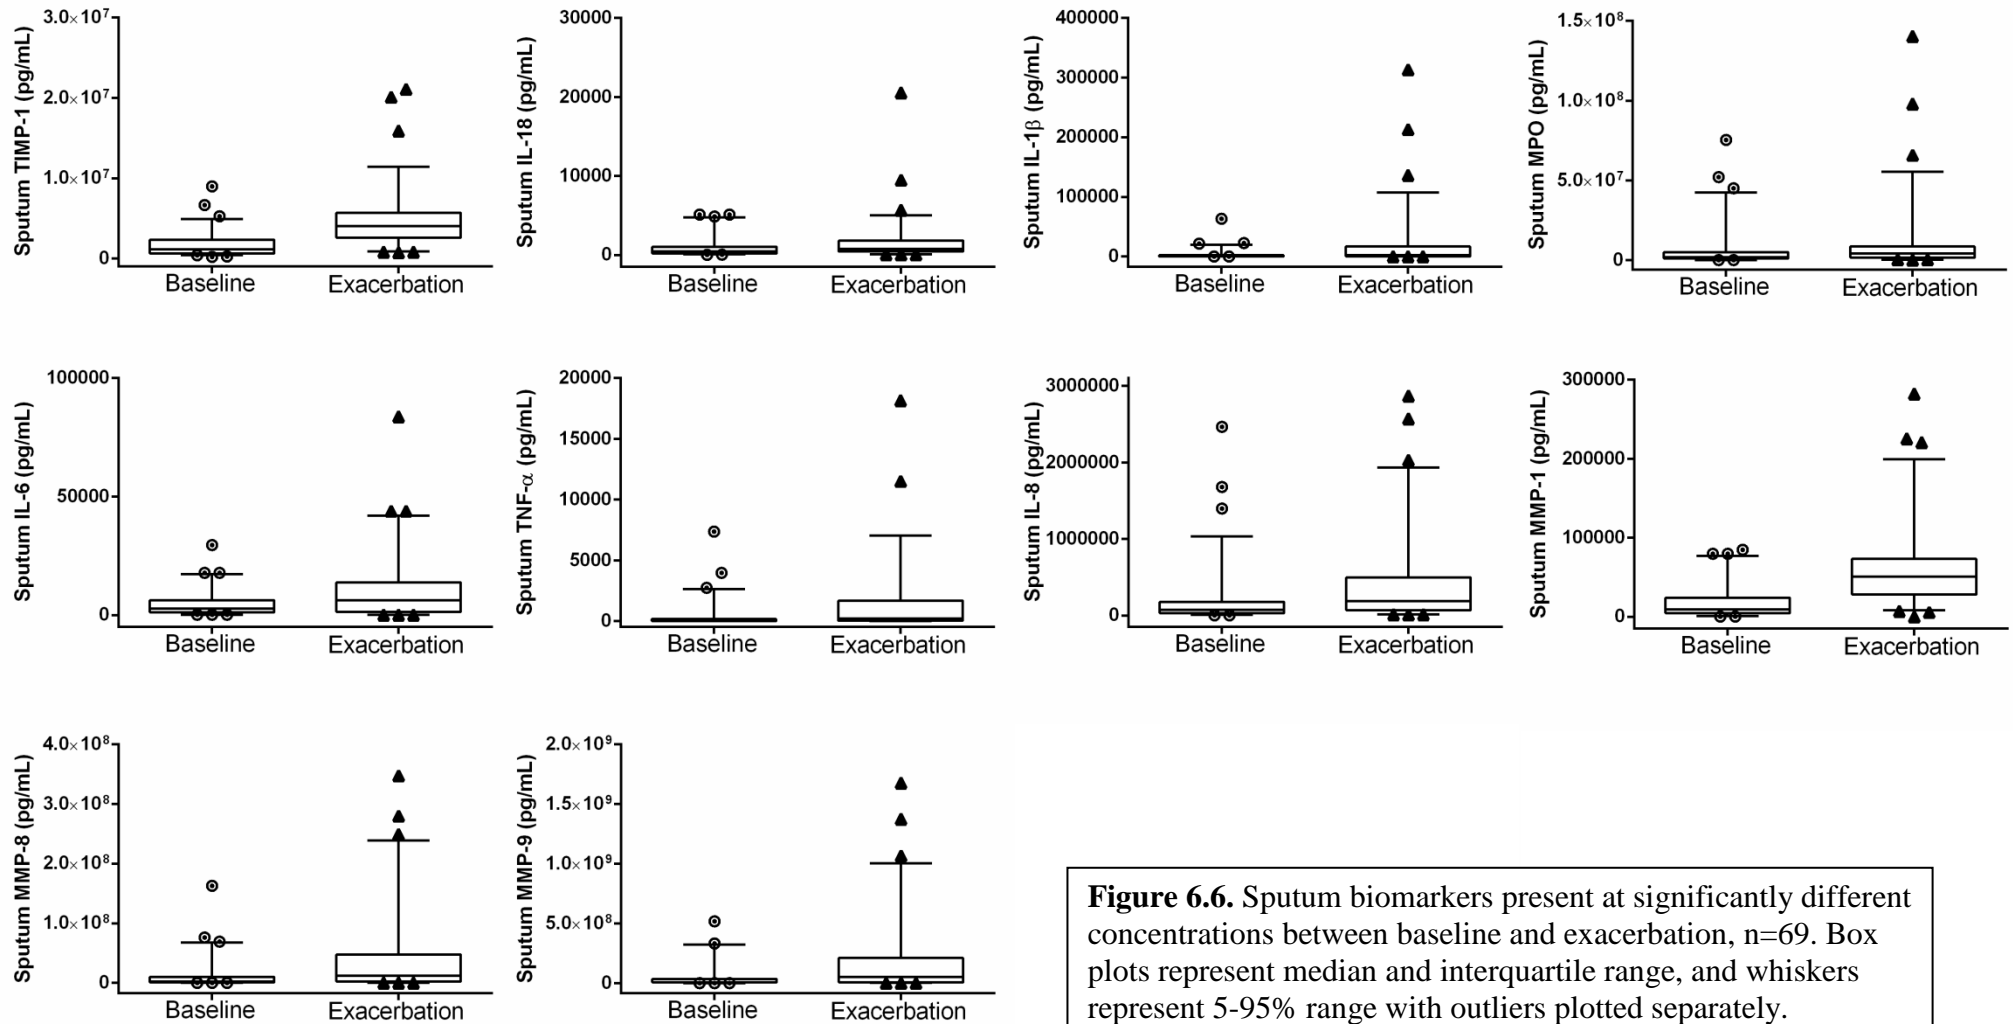 Sputum TIMP-1 (pg/mL)
3.0×10⁷
2.0×10⁷
1.0×10⁷
0
Baseline
Exacerbation
Sputum IL-18 (pg/mL)
30000
20000
10000
0
Baseline
Exacerbation
Sputum IL-1β (pg/mL)
400000
300000
200000
100000
0
Baseline
Exacerbation
Sputum MPO (pg/mL)
1.5×10⁸
1.0×10⁸
5.0×10⁷
0
Baseline
Exacerbation
Sputum IL-6 (pg/mL)
100000
50000
0
Baseline
Exacerbation
Sputum TNF-α (pg/mL)
20000
15000
10000
5000
0
Baseline
Exacerbation
Sputum IL-8 (pg/mL)
3000000
2000000
1000000
0
Baseline
Exacerbation
Sputum MMP-1 (pg/mL)
300000
200000
100000
0
Baseline
Exacerbation
Sputum MMP-8 (pg/mL)
4.0×10⁸
3.0×10⁸
2.0×10⁸
1.0×10⁸
0
Baseline
Exacerbation
Sputum MMP-9 (pg/mL)
2.0×10⁹
1.5×10⁹
1.0×10⁹
5.0×10⁸
0
Baseline
Exacerbation
Figure 6.6. Sputum biomarkers present at significantly different
concentrations between baseline and exacerbation, n=69. Box
plots represent median and interquartile range, and whiskers
represent 5-95% range with outliers plotted separately.